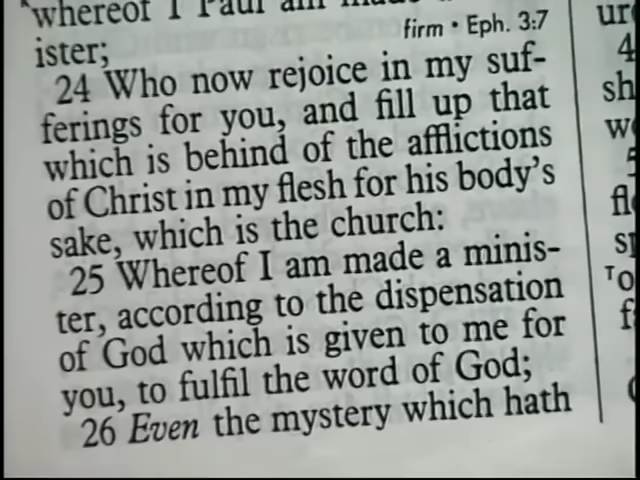 whereof I Paul am made a
ister;
firm • Eph. 3:7
24 Who now rejoice in my suf-
ferings for you, and fill up that
which is behind of the afflictions
of Christ in my flesh for his body's
sake, which is the church:
25 Whereof I am made a minis-
ter, according to the dispensation
of God which is given to me for
you, to fulfil the word of God;
26 Even the mystery which hath